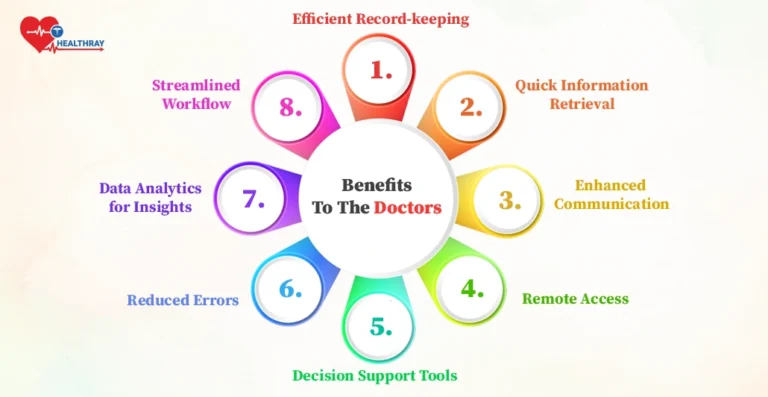 HEALTHRAY
Benefits
To The Doctors
1.
Efficient Record-keeping
2.
Quick Information
Retrieval
3.
Enhanced
Communication
4.
Remote Access
5.
Decision Support Tools
6.
Reduced Errors
7.
Data Analytics
for Insights
8.
Streamlined
Workflow